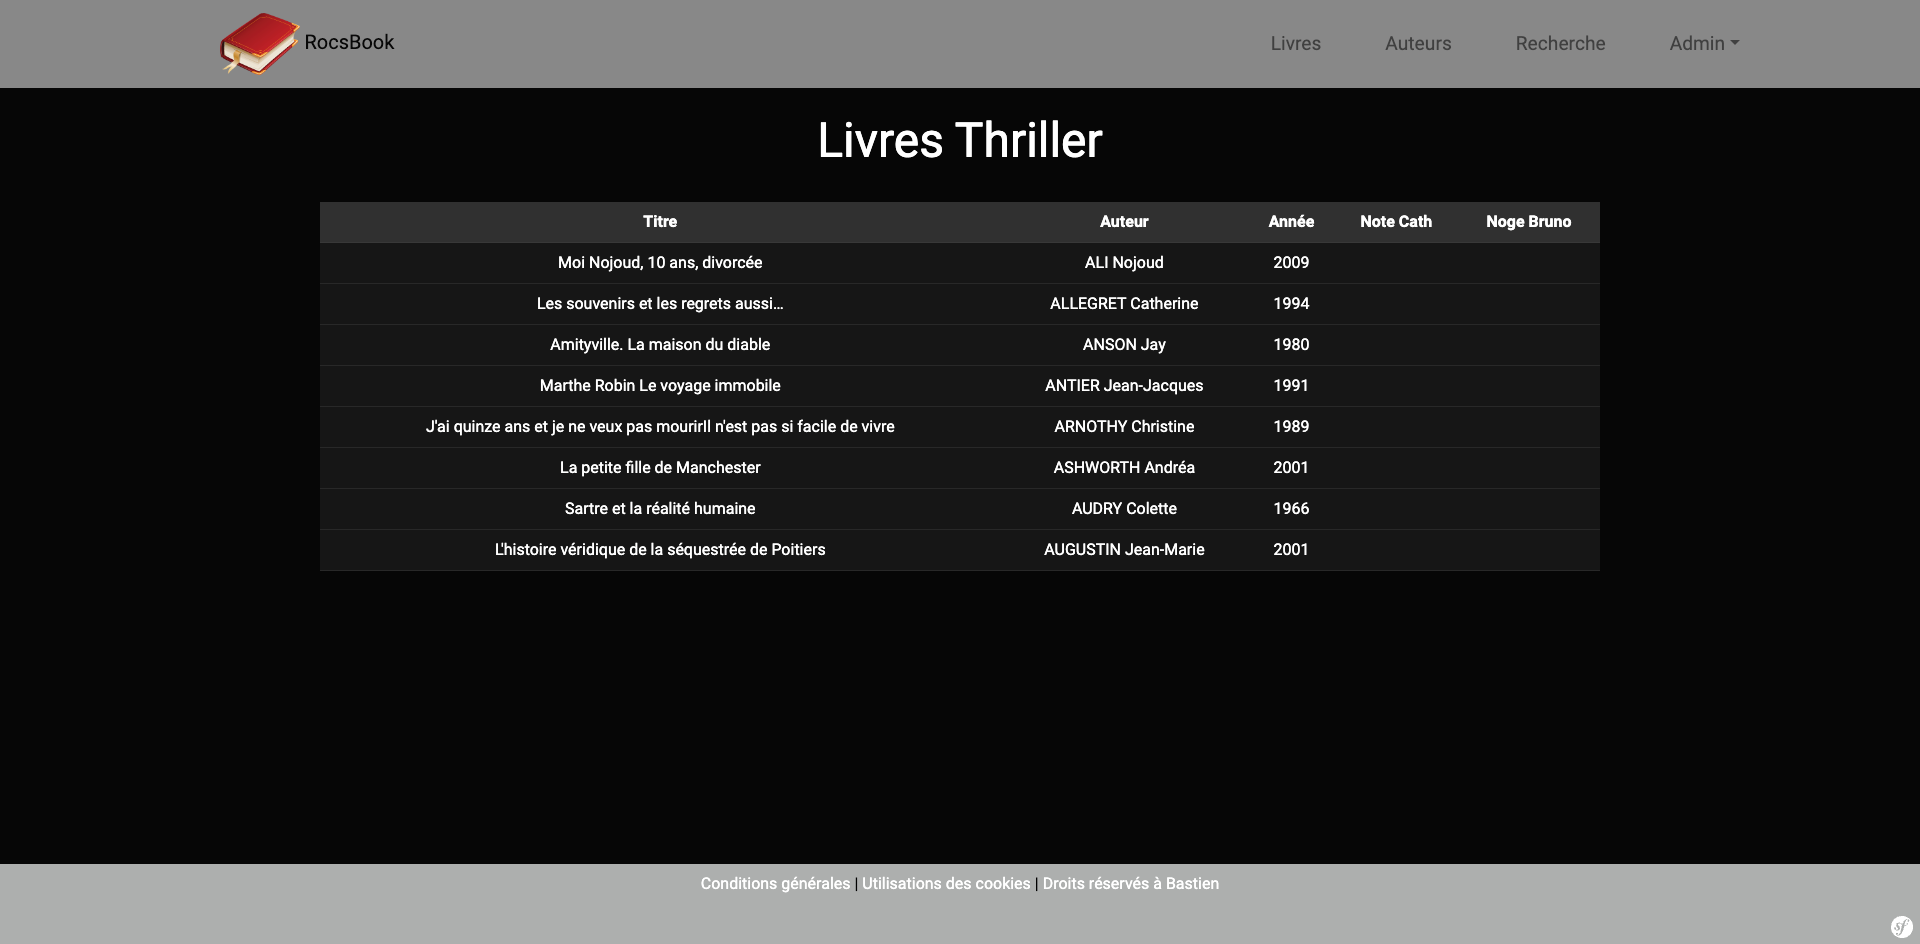 RocsBook Livres Auteurs Recherche Admin
Livres Thriller
Titre Auteur Année Note Cath Noge Bruno
Moi Nojoud, 10 ans, divorcée ALI Nojoud 2009
Les souvenirs et les regrets aussi... ALLEGRET Catherine 1994
Amityville. La maison du diable ANSON Jay 1980
Marthe Robin Le voyage immobile ANTIER Jean-Jacques 1991
J'ai quinze ans et je ne veux pas mourirIl n'est pas si facile de vivre ARNOTHY Christine 1989
La petite fille de Manchester ASHWORTH Andréa 2001
Sartre et la réalité humaine AUDRY Colette 1966
L'histoire véridique de la séquestrée de Poitiers AUGUSTIN Jean-Marie 2001
Conditions générales | Utilisations des cookies | Droits réservés à Bastien
sf